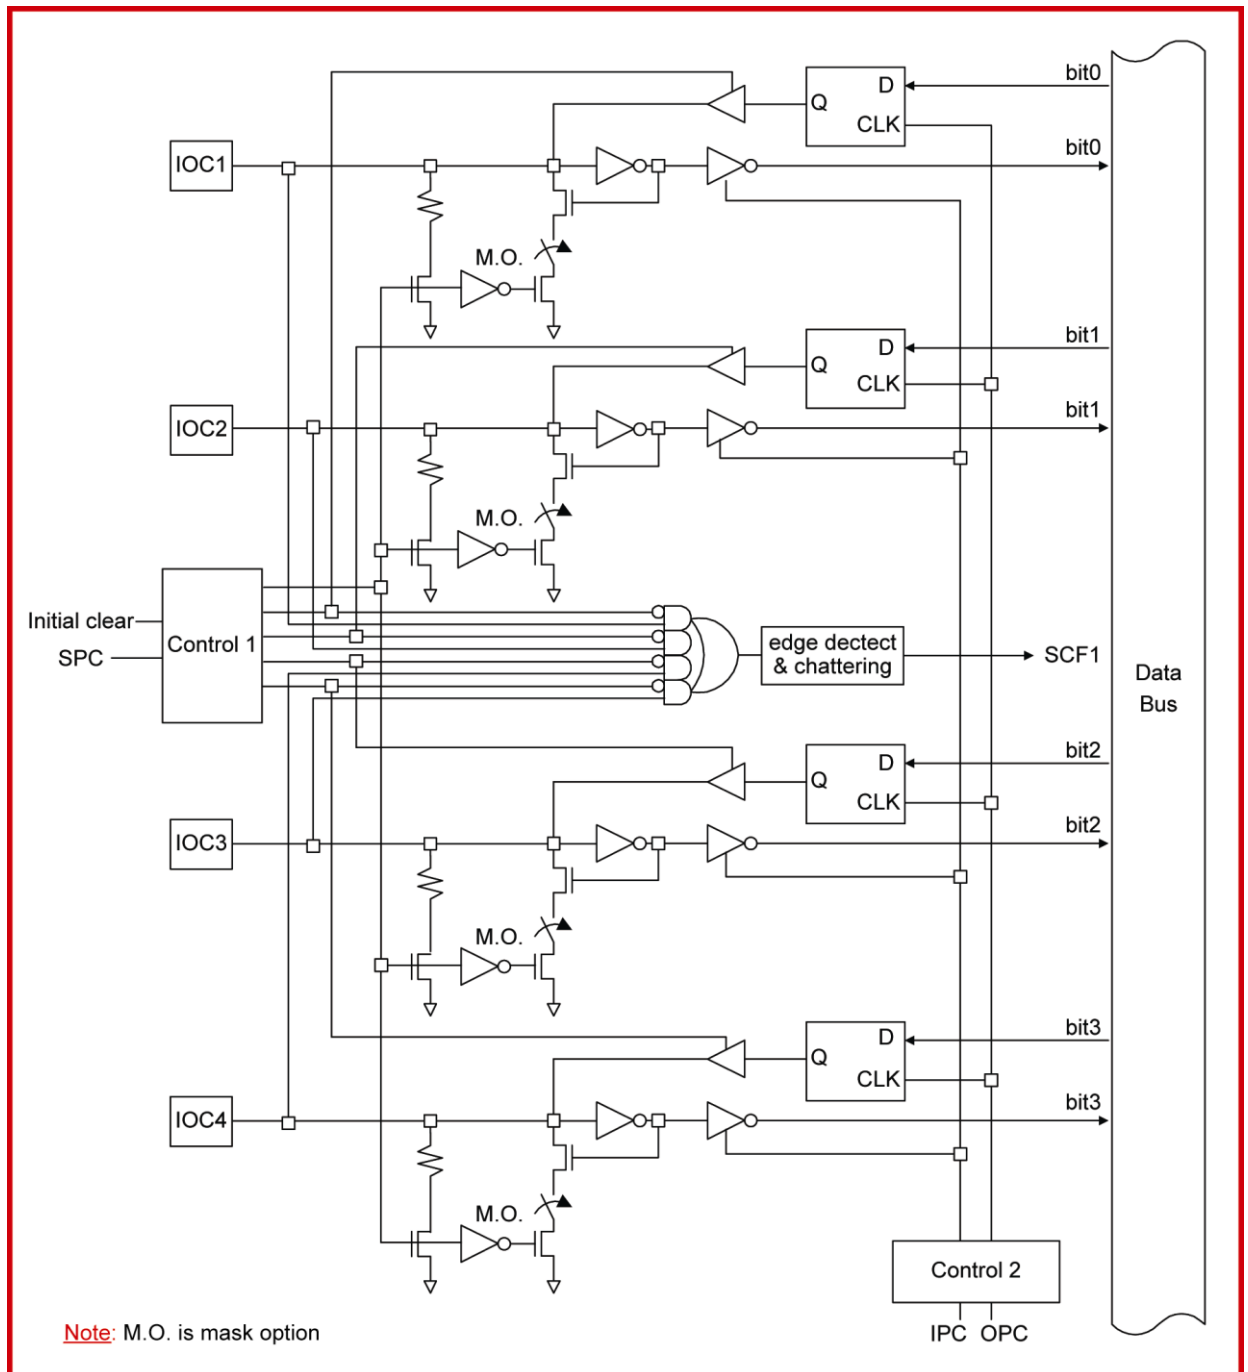 bit0
D
Q
CLK
bit0
IOC1
M.O.
bit1
D
Q
CLK
bit1
IOC2
M.O.
Initial clear
Control 1
SPC
edge dectect
& chattering
SCF1
Data
Bus
bit2
D
Q
CLK
bit2
IOC3
M.O.
bit3
D
Q
CLK
bit3
IOC4
M.O.
Control 2
IPC OPC
Note: M.O. is mask option